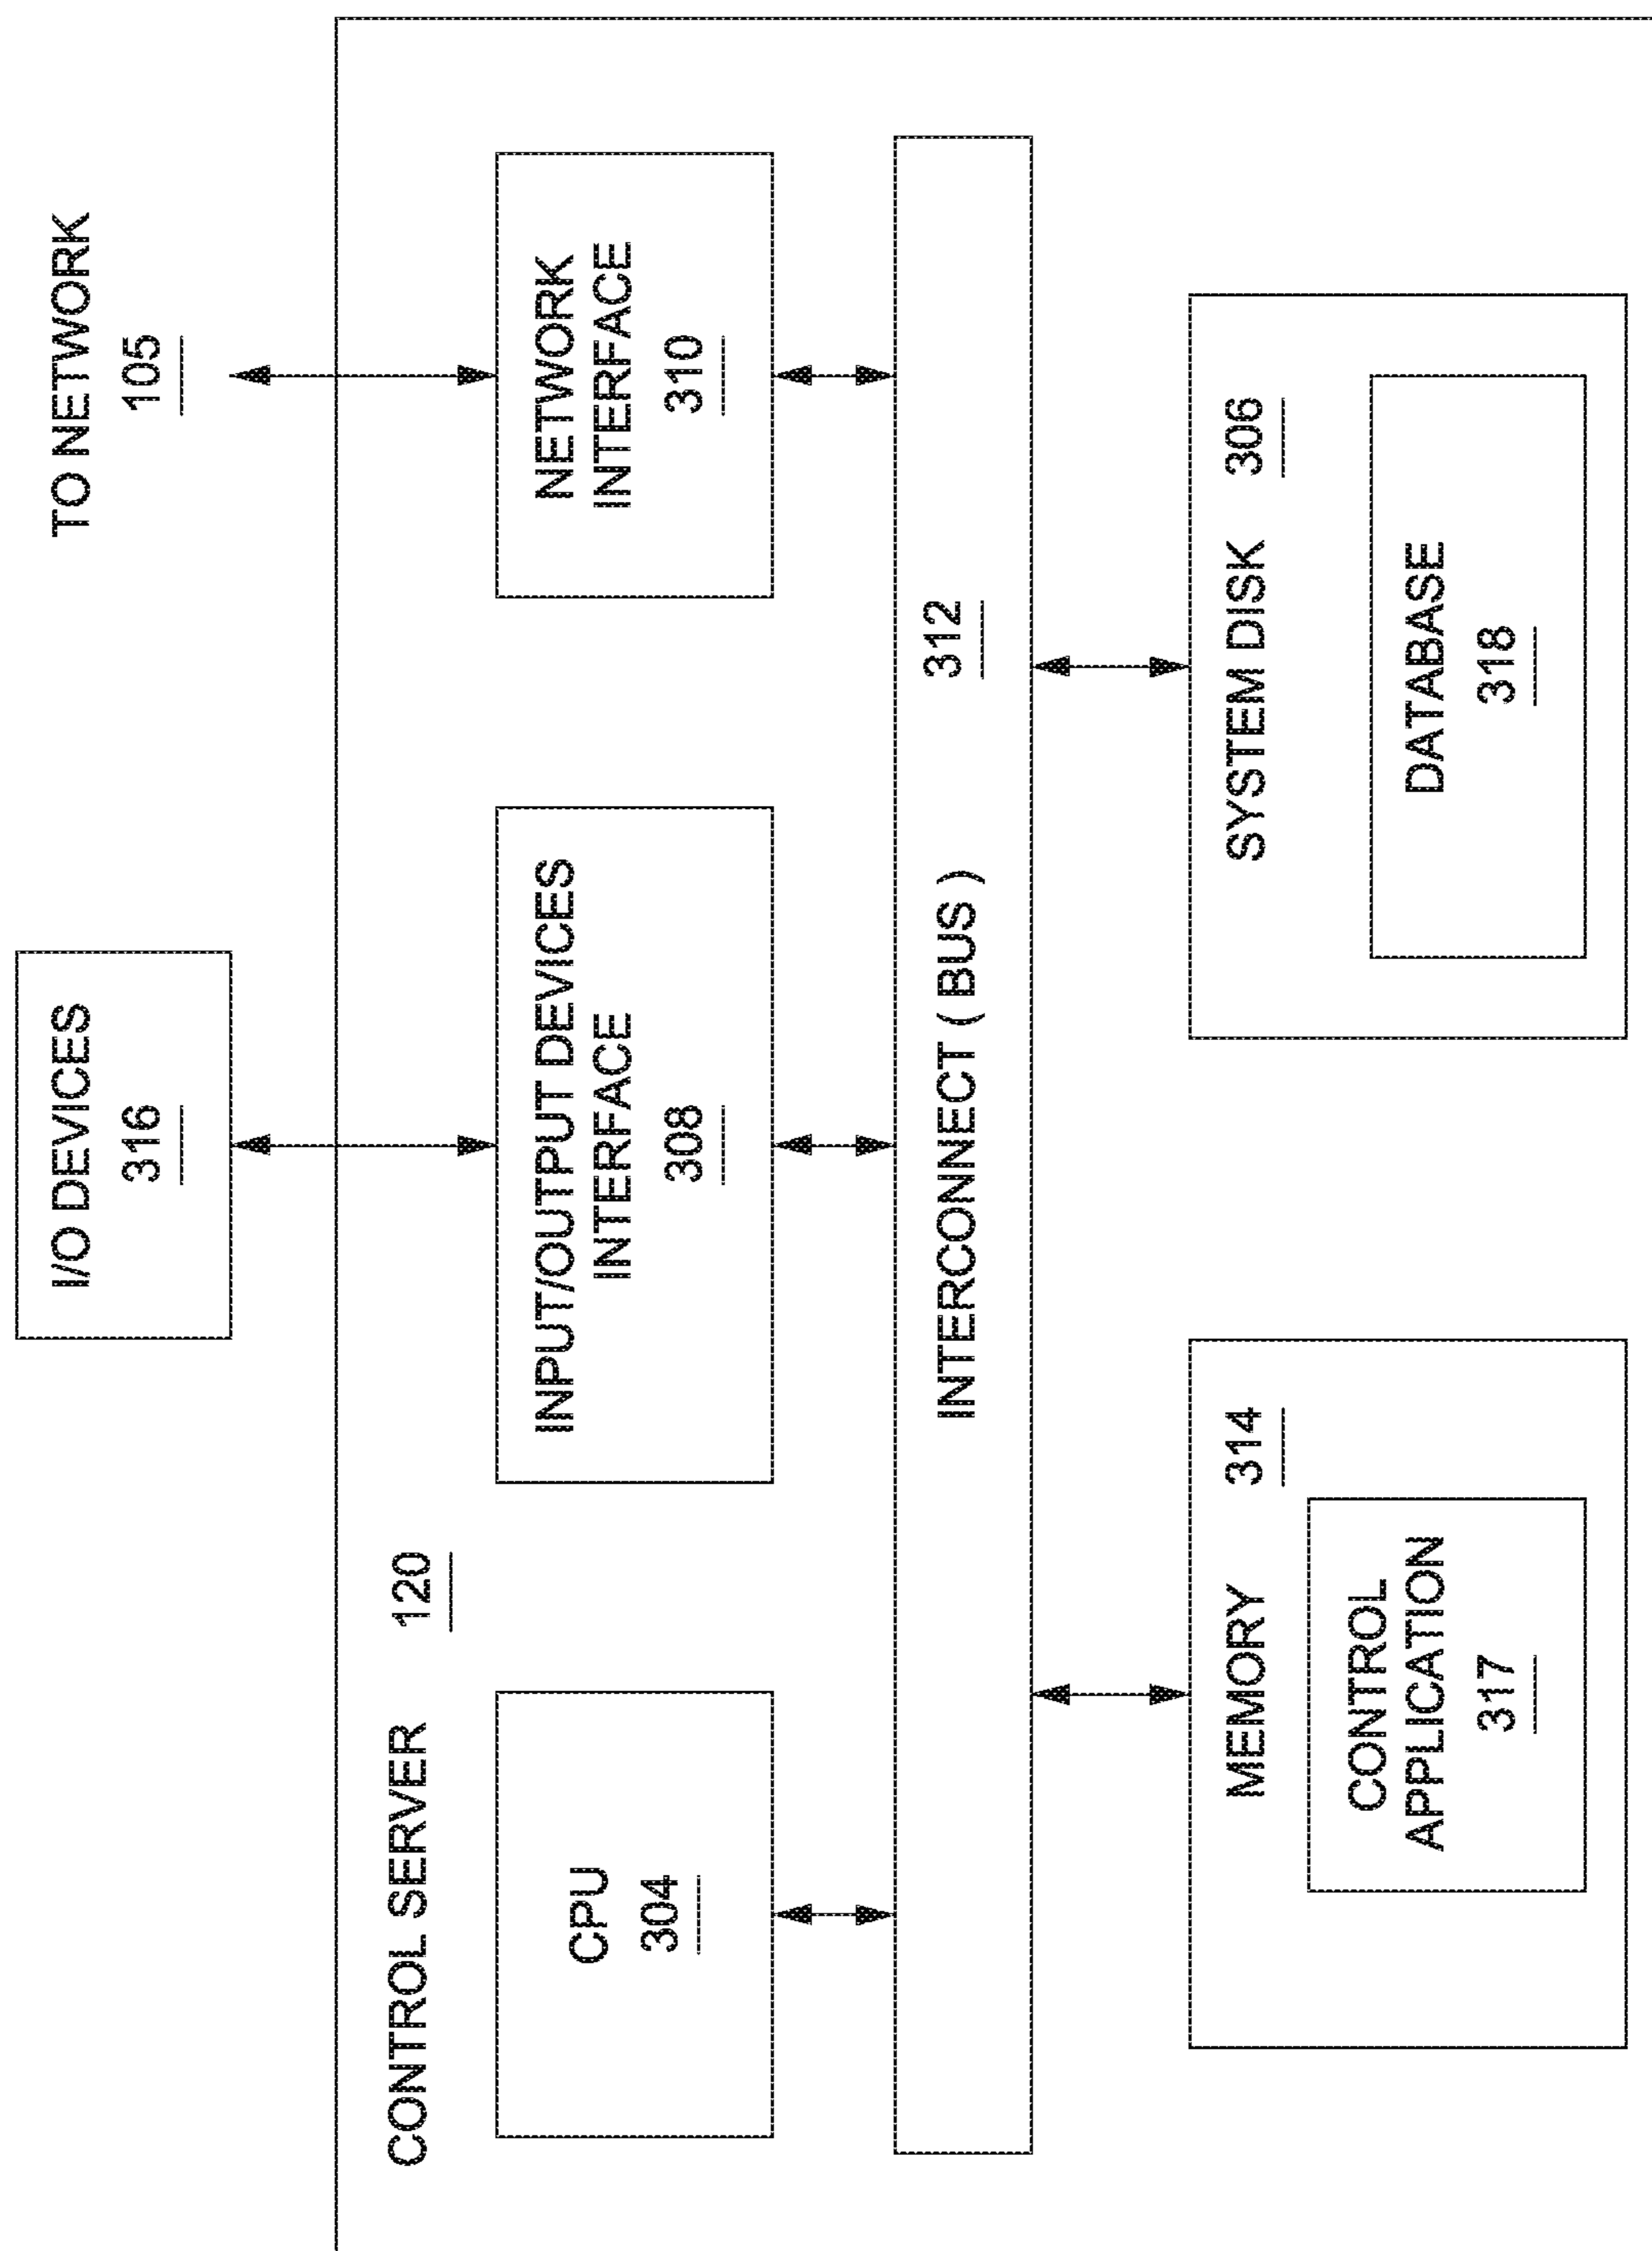 I/O DEVICES
316
TO NETWORK
105
CONTROL SERVER 120
CPU
304
INPUT/OUTPUT DEVICES
INTERFACE
308
NETWORK
INTERFACE
310
INTERCONNECT ( BUS ) 312
MEMORY 314
CONTROL
APPLICATION
317
SYSTEM DISK 306
DATABASE
318